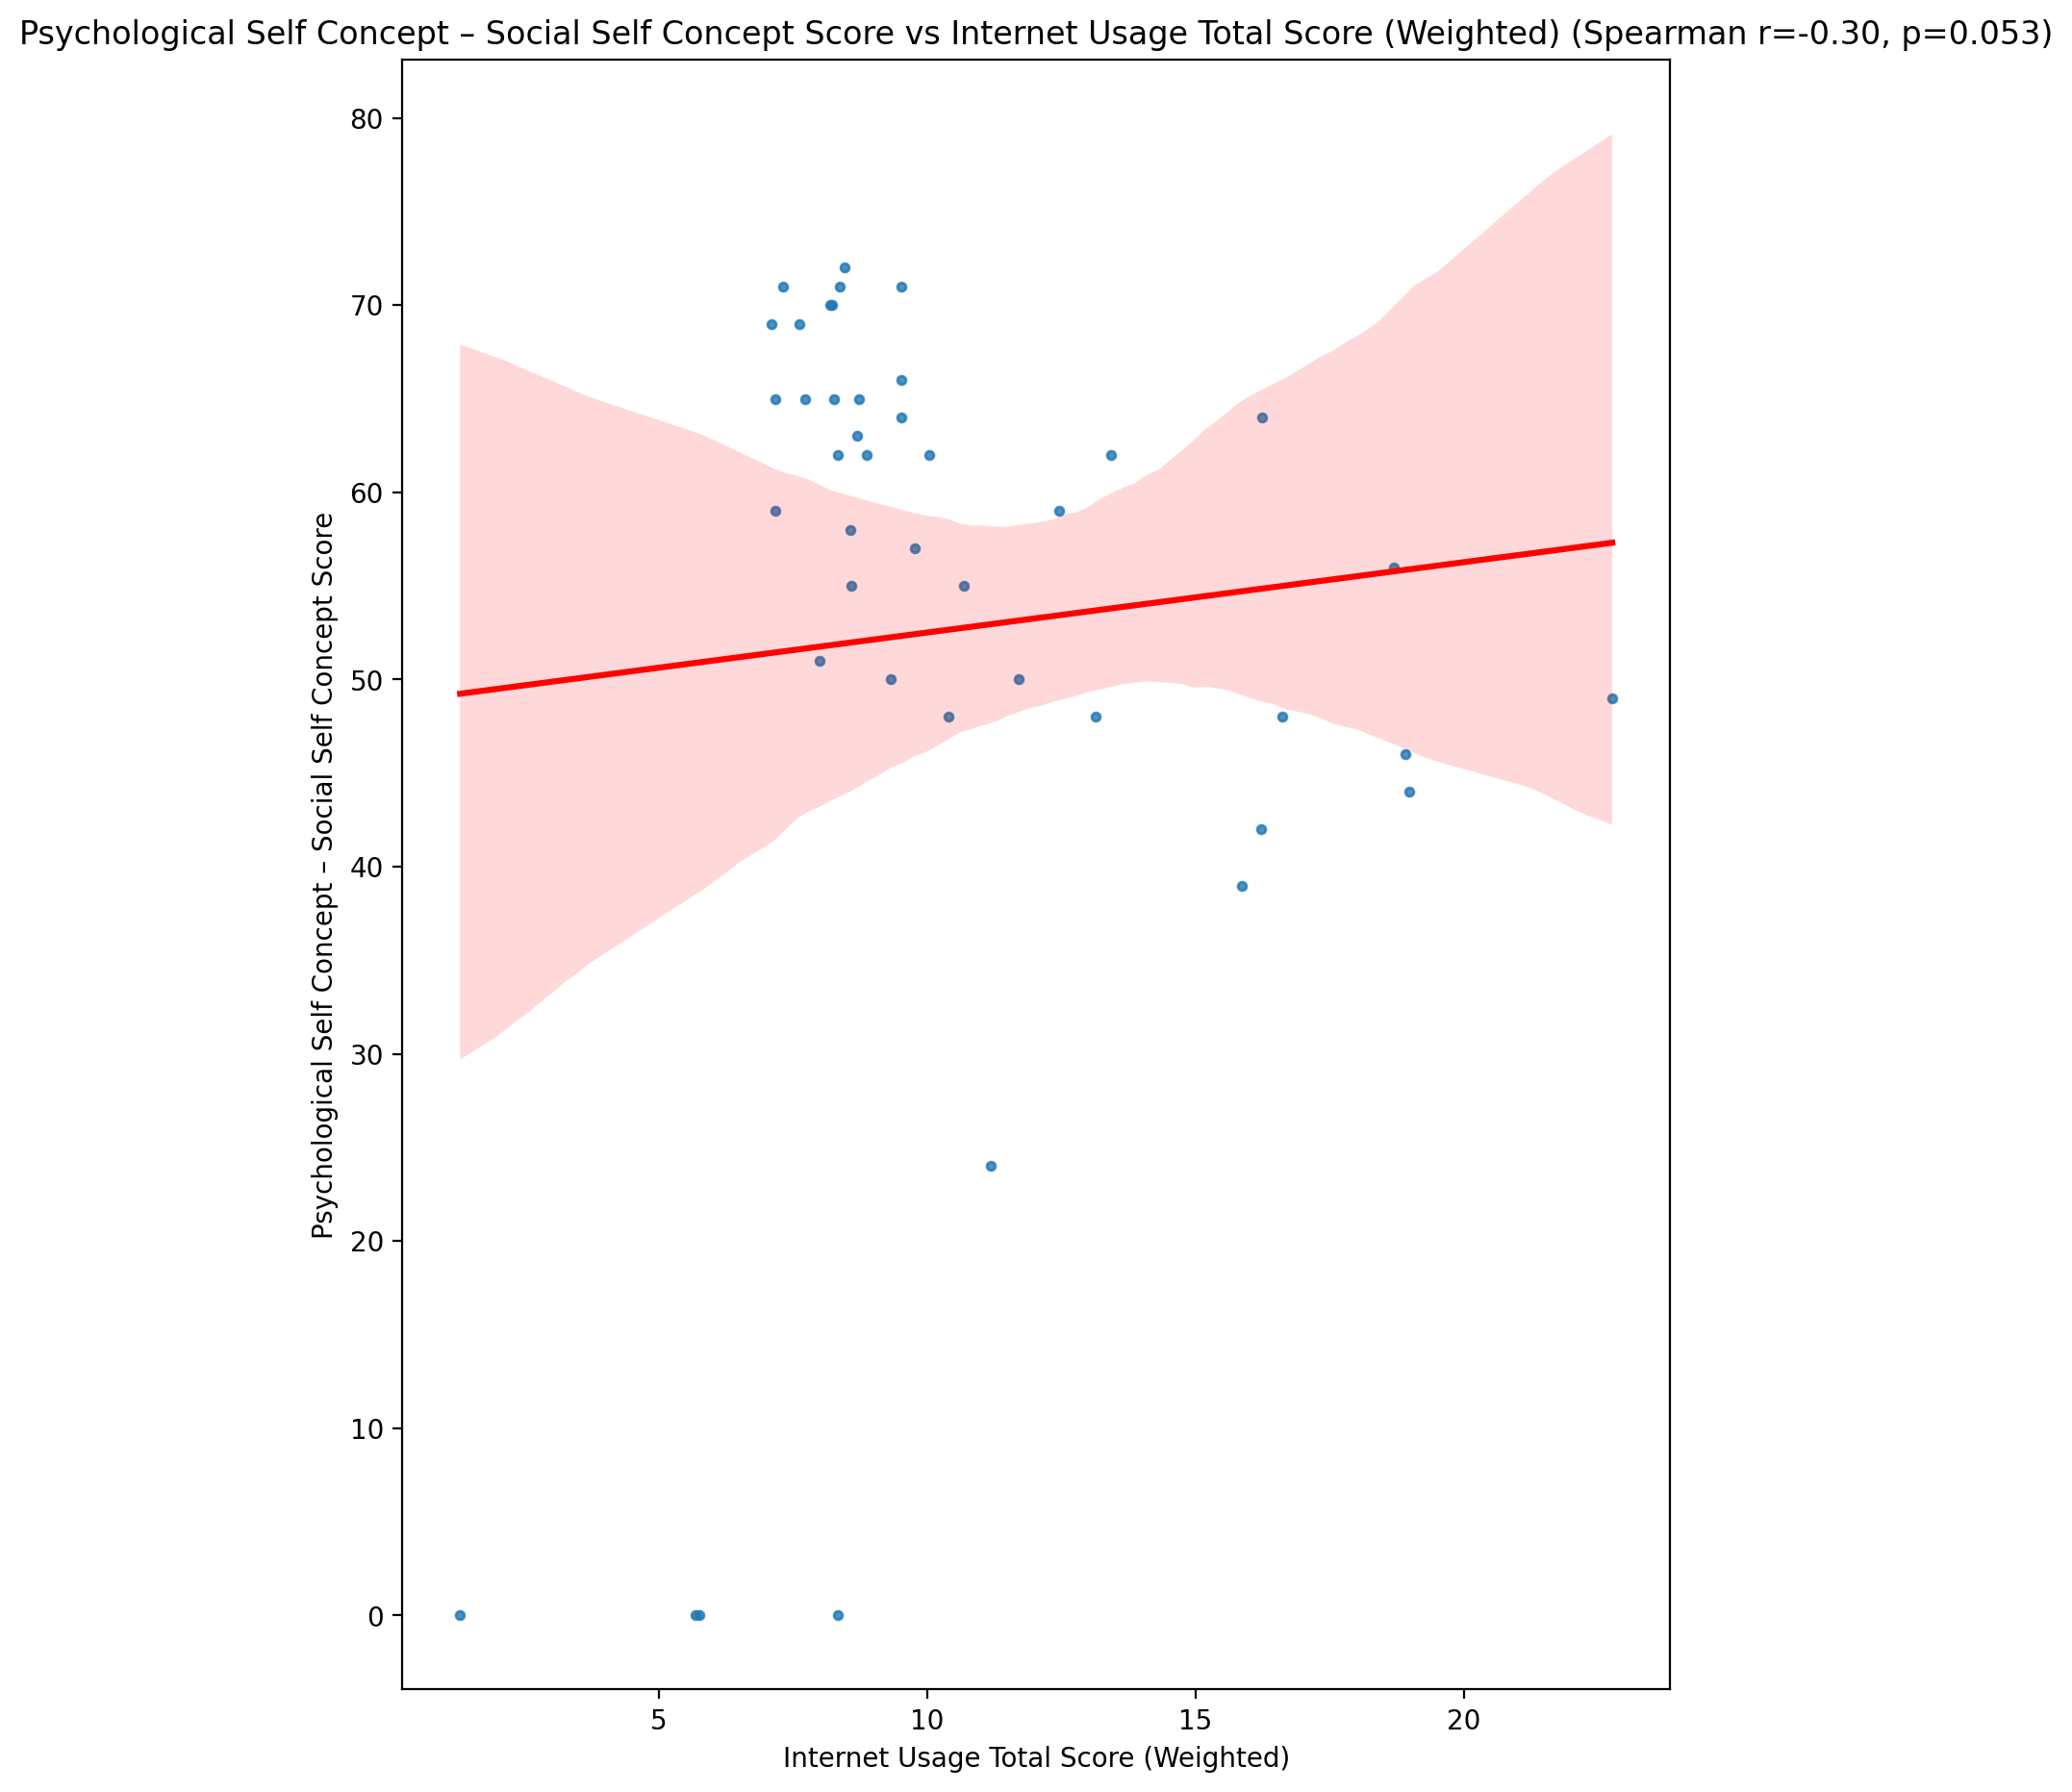 Psychological Self Concept – Social Self Concept Score vs Internet Usage Total Score (Weighted) (Spearman r=-0.30, p=0.053)
Psychological Self Concept – Social Self Concept Score
80
70
60
50
40
30
20
10
0
5 10 15 20
Internet Usage Total Score (Weighted)